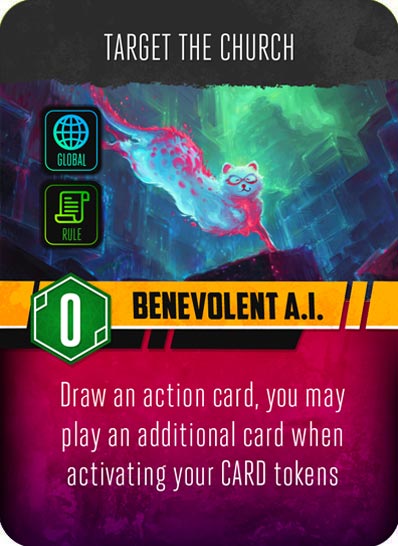 TARGET THE CHURCH
GLOBAL
RULE
0
BENEVOLENT A.I.
Draw an action card, you may
play an additional card when
activating your CARD tokens